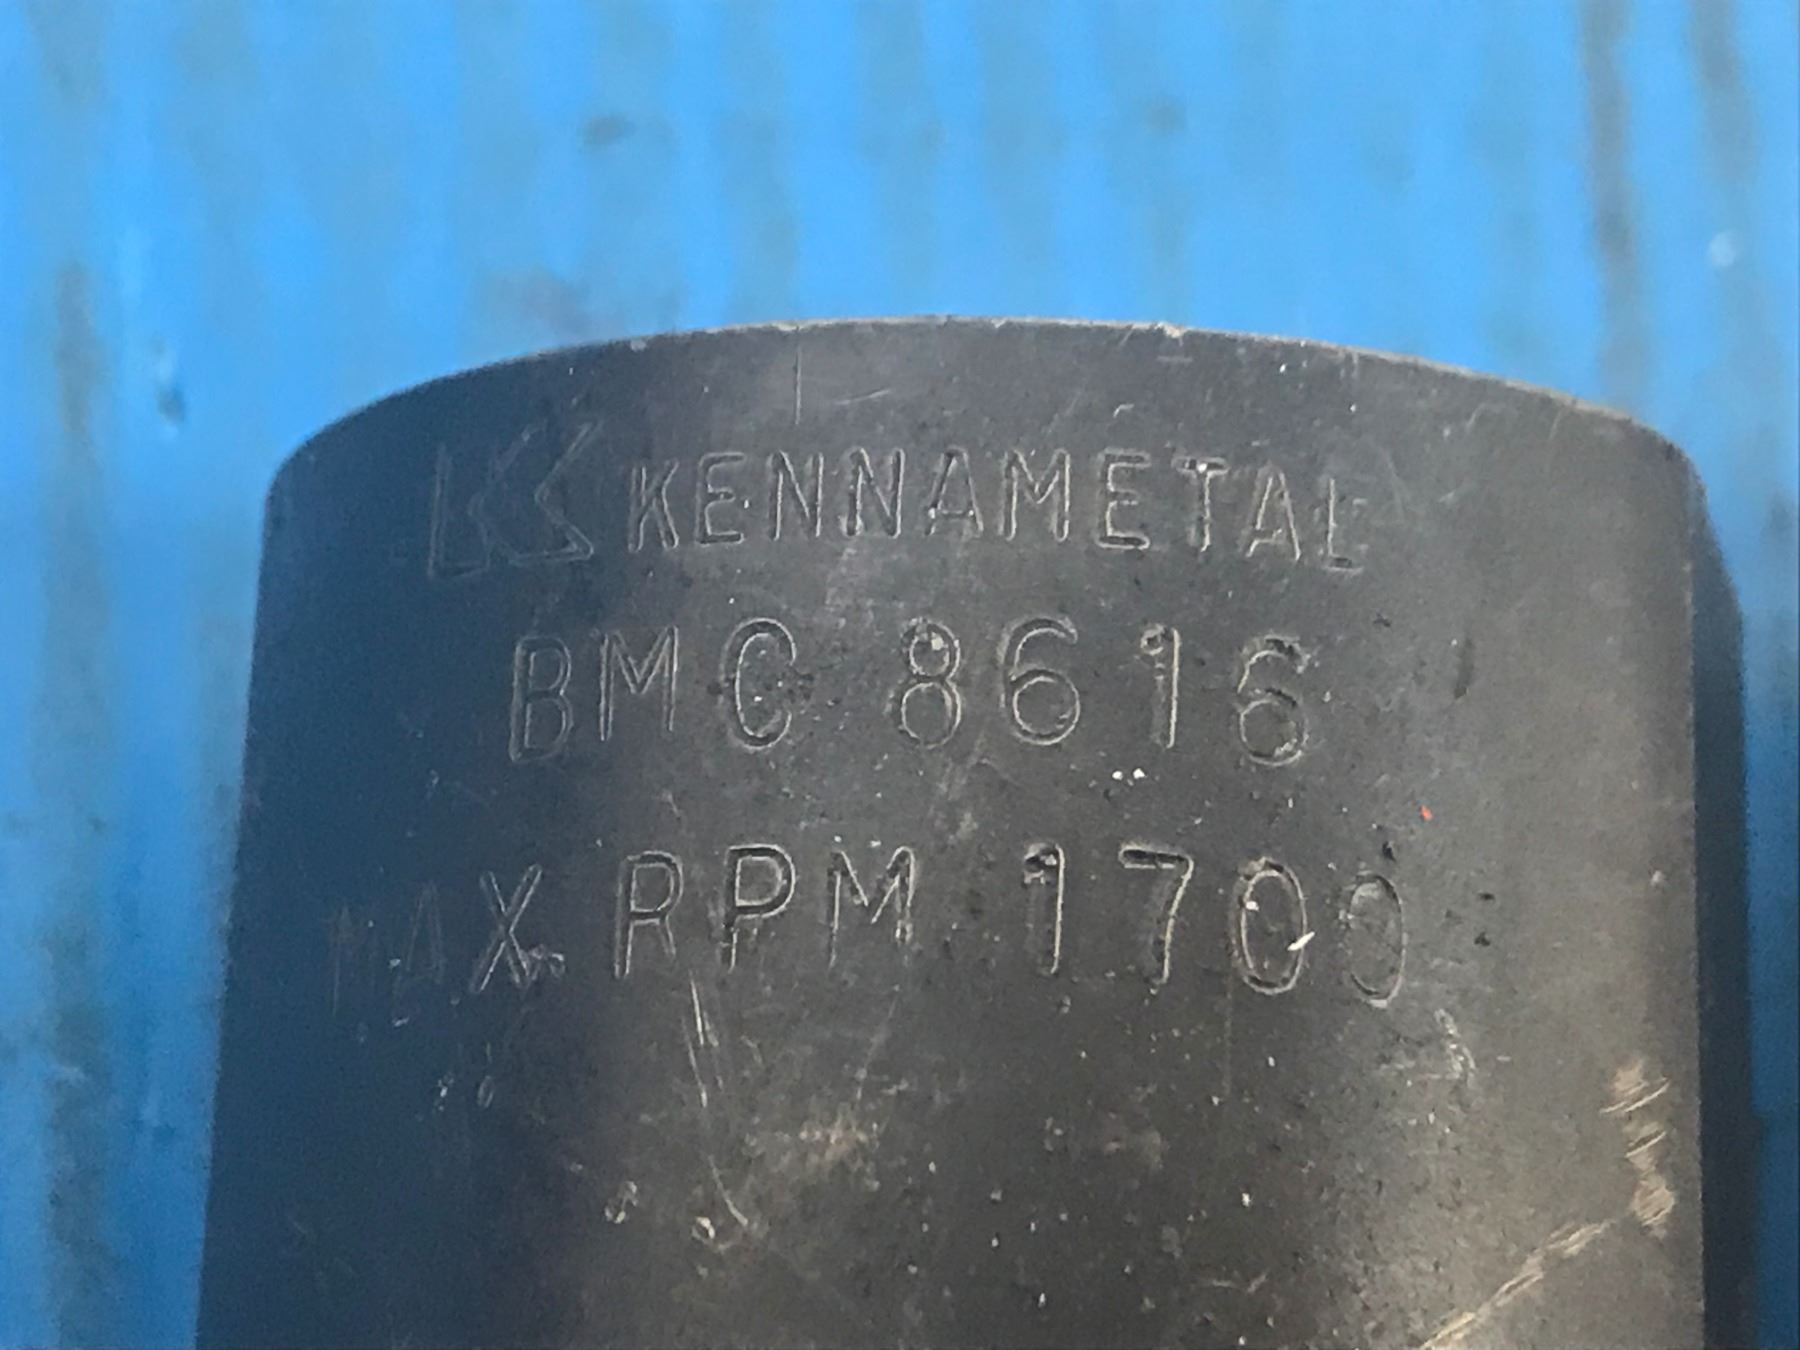 KENNAMETAL
BMC 8616
MAX RPM 1700